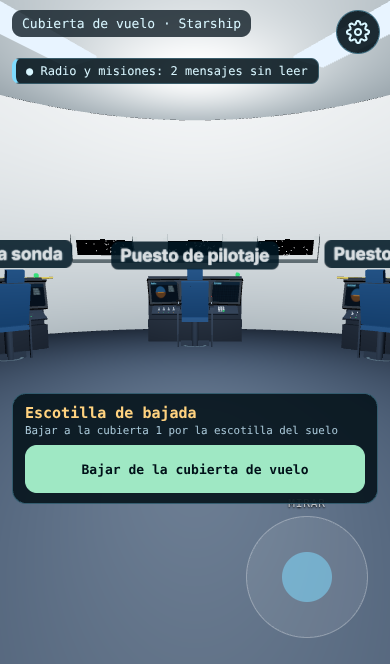 Cubierta de vuelo · Starship
● Radio y misiones: 2 mensajes sin leer
a sonda
Puesto de pilotaje
Puesto
Escotilla de bajada
Bajar a la cubierta 1 por la escotilla del suelo
Bajar de la cubierta de vuelo
MIRAR